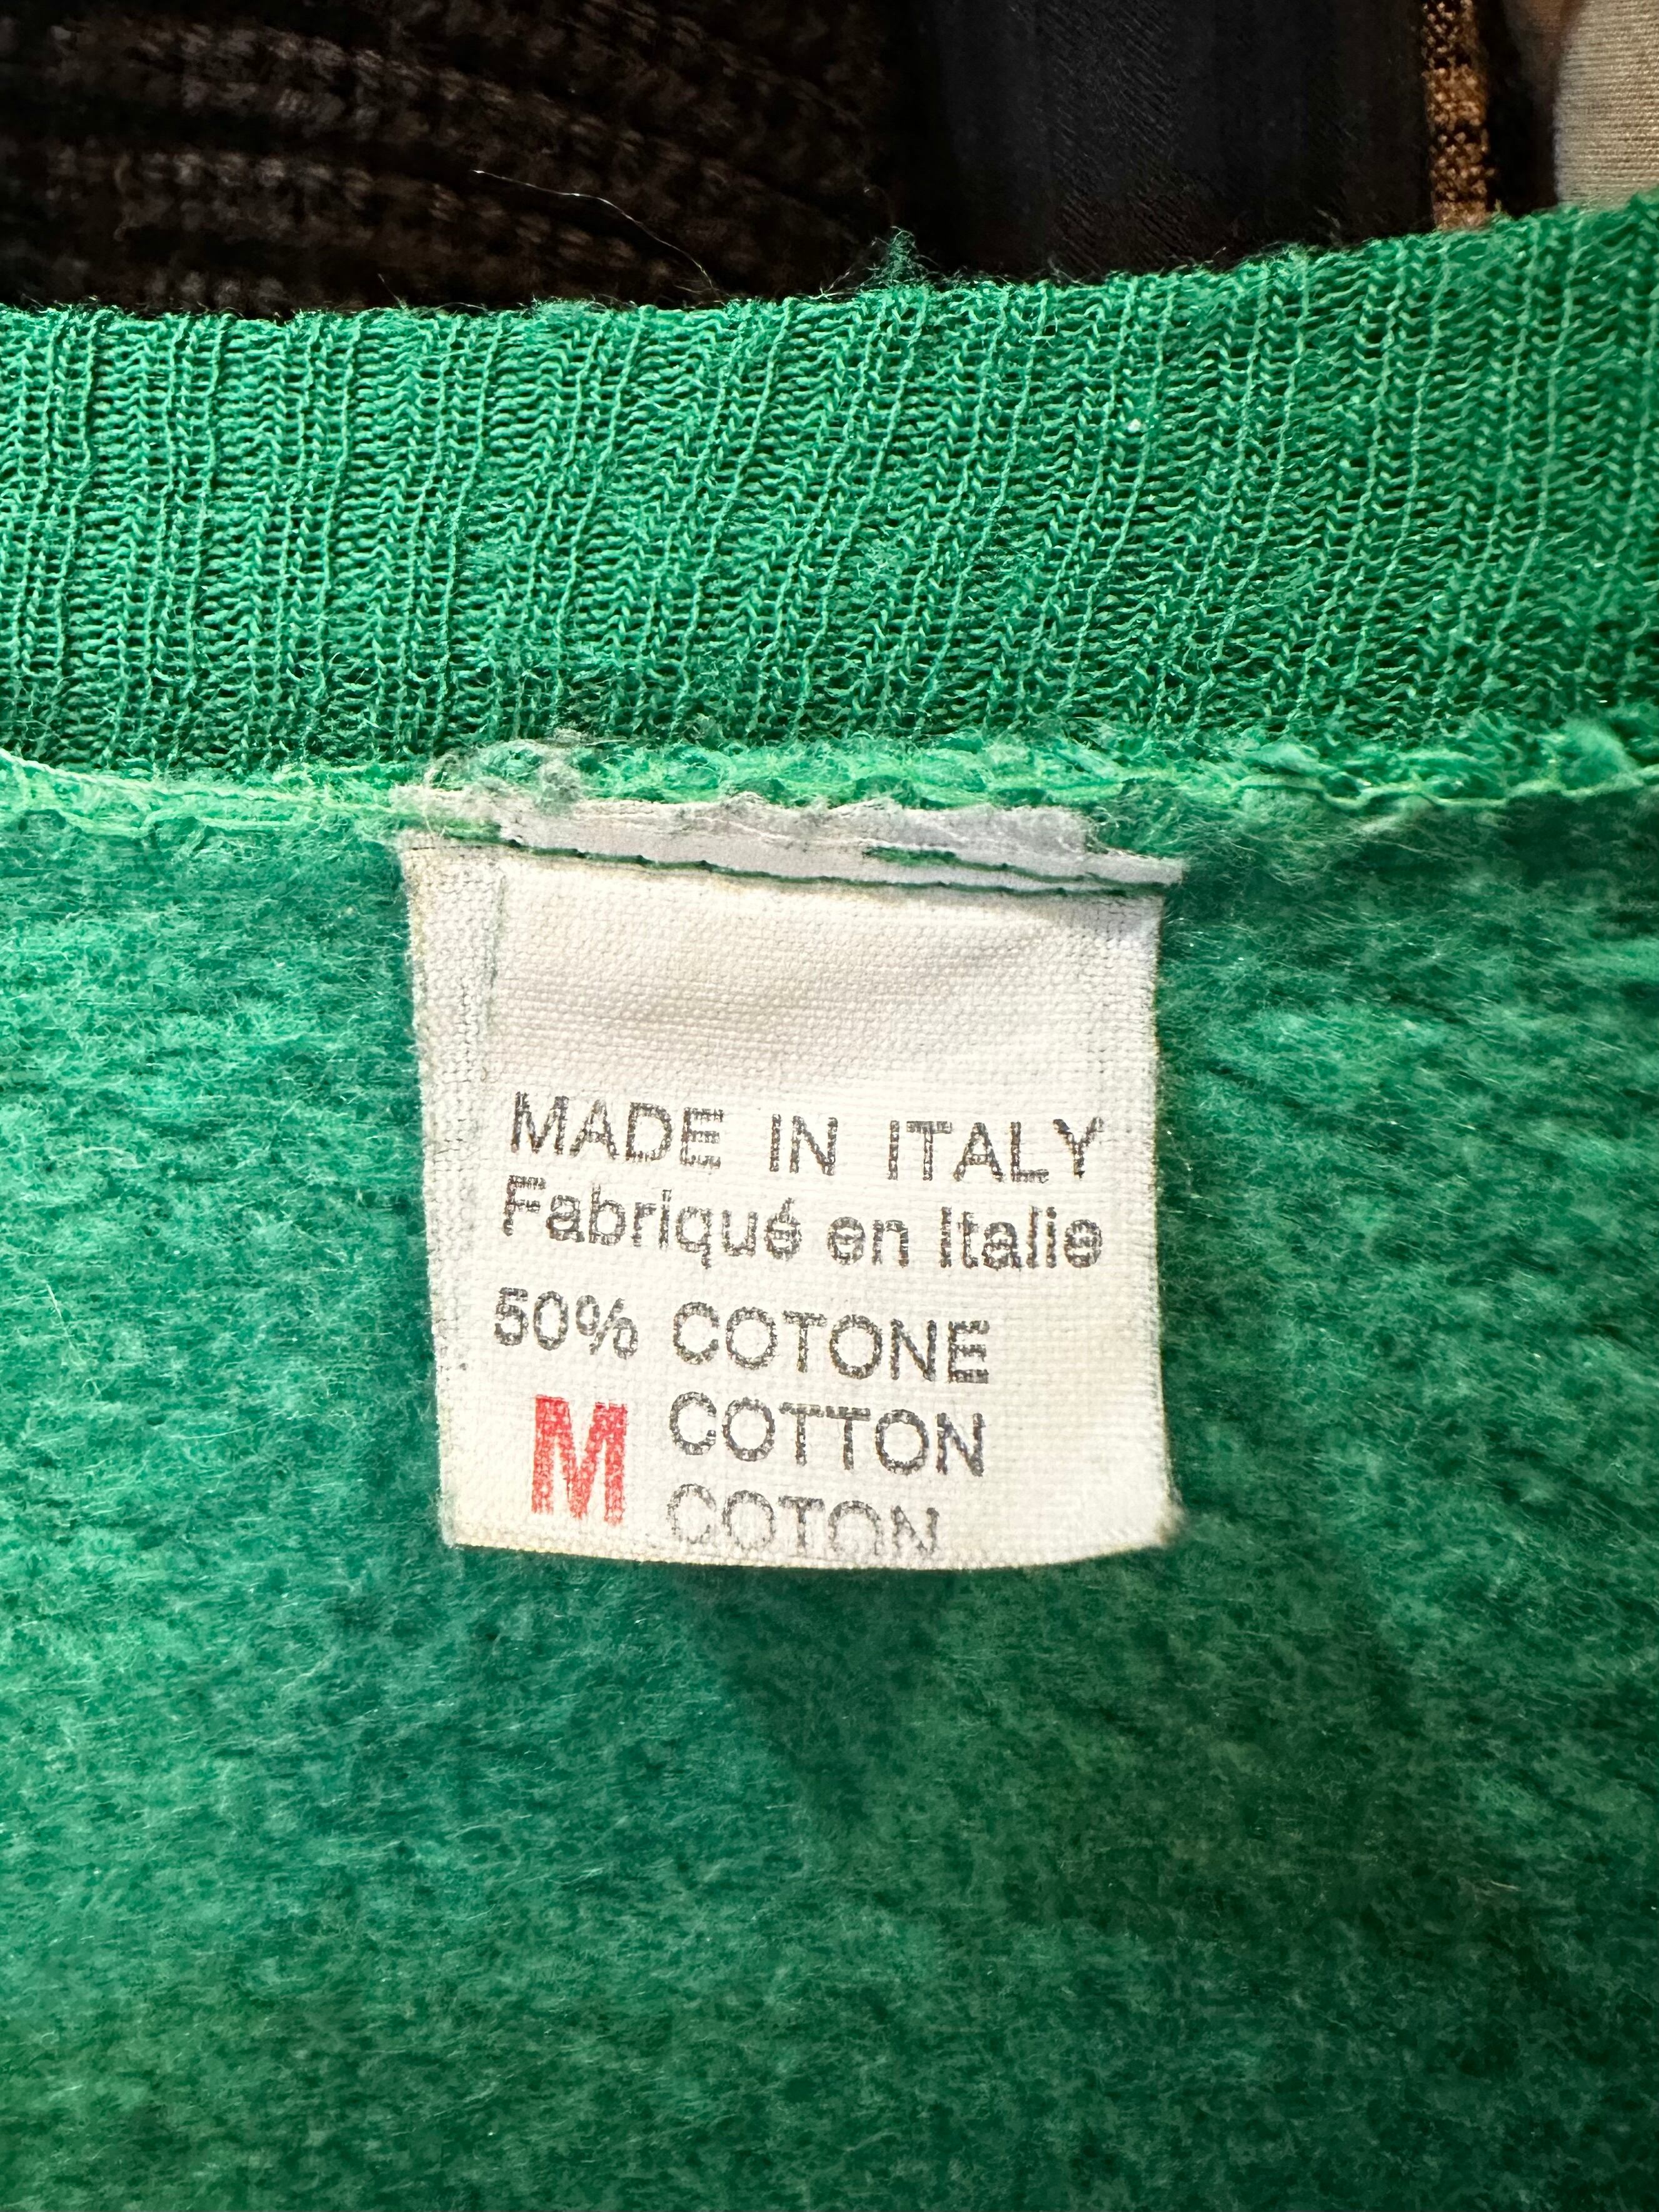 MADE IN ITALY
Fabriqué en Italie
50% COTONE
M COTTON
COTON